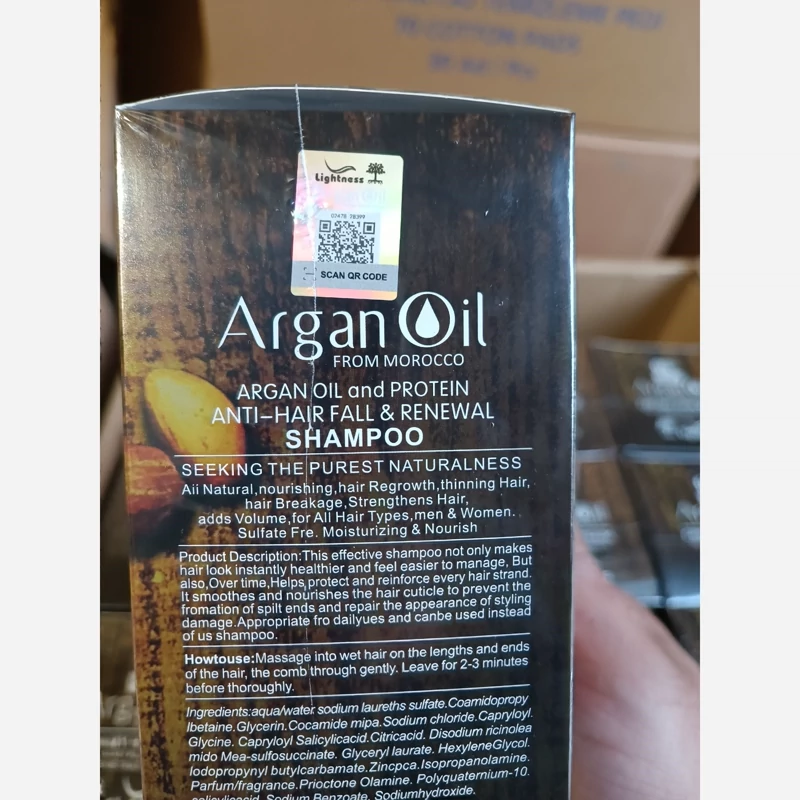 70 COTTON PADS
Lightness
07478 78399
SCAN QR CODE
Argan Oil
FROM MOROCCO
ARGAN OIL and PROTEIN
ANTI-HAIR FALL & RENEWAL
SHAMPOO
SEEKING THE PUREST NATURALNESS
Aii Natural,nourishing,hair Regrowth,thinning Hair,
hair Breakage,Strengthens Hair,
adds Volume,for All Hair Types,men & Women.
Sulfate Fre. Moisturizing & Nourish
Product Description:This effective shampoo not only makes
hair look instantly healthier and feel easier to manage, But
also,Over time,Helps,protect and reinforce every hair strand.
It smoothes and nourishes the hair cuticle to prevent the
fromation of spilt ends and repair the appearance of styling
damage.Appropriate fro dailyues and canbe used instead
of us shampoo.
Howtouse:Massage into wet hair on the lengths and ends
of the hair, the comb through gently. Leave for 2-3 minutes
before thoroughly.
Ingredients:aqua/water sodium laureths sulfate.Coamidopropy
lbetaine.Glycerin.Cocamide mipa.Sodium chloride.Capryloyl
Glycine. Capryloyl Salicylicacid.Citricacid. Disodium ricinolea
mido Mea-sulfosuccinate. Glyceryl laurate. HexyleneGlycol.
lodopropynyl butylcarbamate.Zincpca.Isopropanolamine.
Parfum/fragrance.Prioctone Olamine. Polyquaternium-10.
salicylicacid. Sodium Benzoate. Sodiumhydroxide.